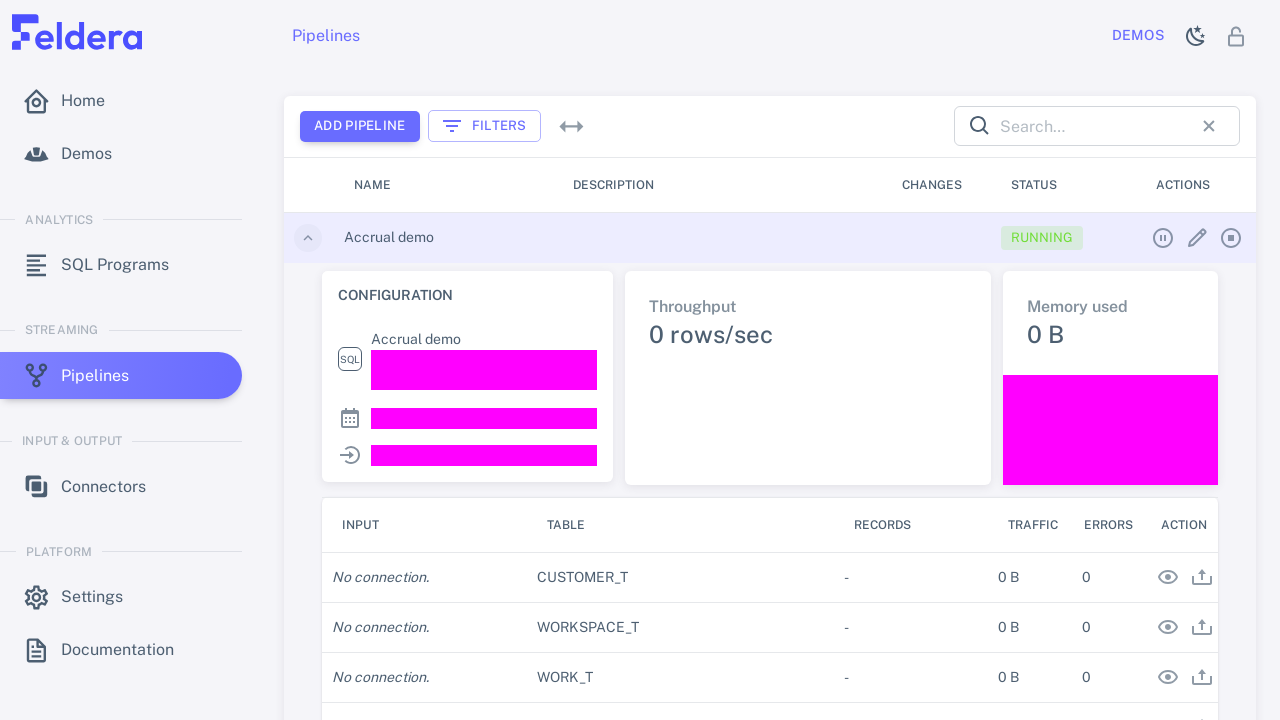 Feldera
Pipelines
DEMOS
Home
Demos
ANALYTICS
SQL Programs
STREAMING
Pipelines
INPUT & OUTPUT
Connectors
PLATFORM
Settings
Documentation
ADD PIPELINE
FILTERS
Search...
NAME DESCRIPTION CHANGES STATUS ACTIONS
Accrual demo RUNNING
CONFIGURATION
SQL
Accrual demo
Throughput
0 rows/sec
Memory used
0 B
INPUT TABLE RECORDS TRAFFIC ERRORS ACTION
No connection. CUSTOMER_T - 0 B 0
No connection. WORKSPACE_T - 0 B 0
No connection. WORK_T - 0 B 0